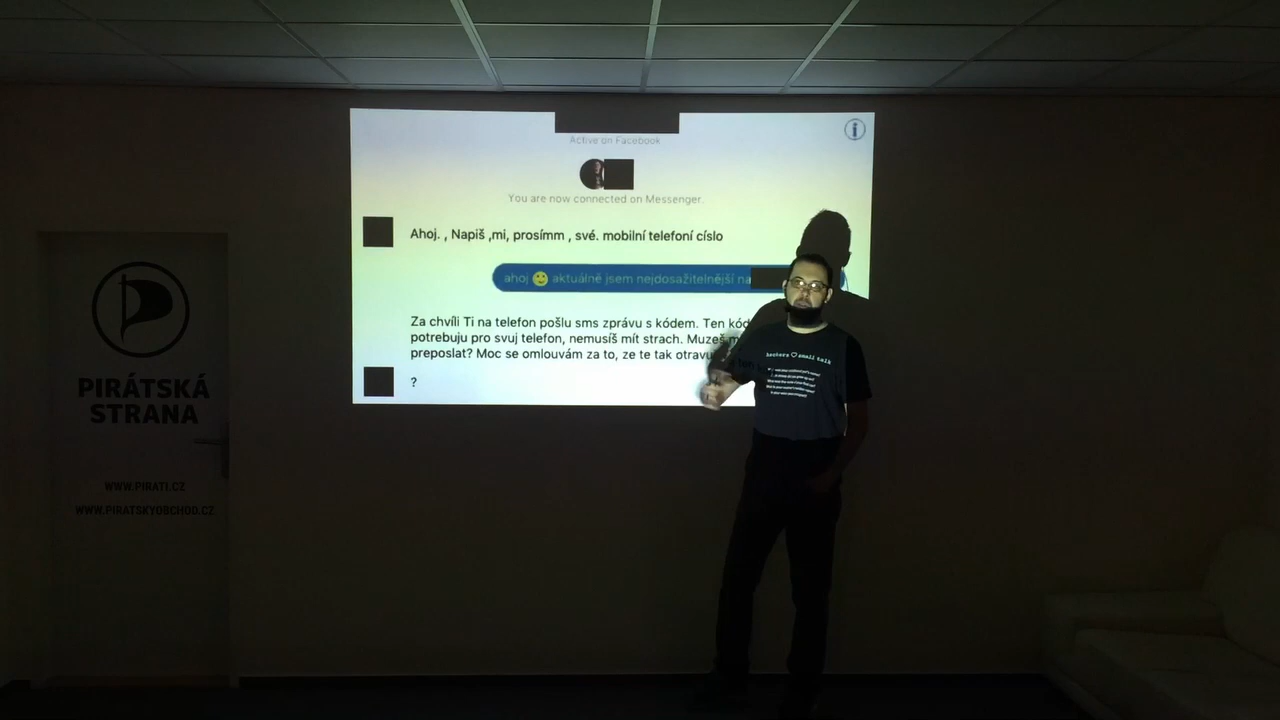 Active on Facebook
You are now connected on Messenger.
Ahoj. , Napiš ,mi, prosímm , své. mobilní telefoní císlo
ahoj 🙂 aktuálně jsem nejdosažitelnější na
Za chvíli Ti na telefon pošlu sms zprávu s kódem. Ten kód
potrebuju pro svuj telefon, nemusíš mít strach. Muzeš m
preposlat? Moc se omlouvám za to, ze te tak otravu
?
PIRÁTSKÁ
STRANA
WWW.PIRATI.CZ
WWW.PIRATSKYOBCHOD.CZ
hackers ♡ small talk